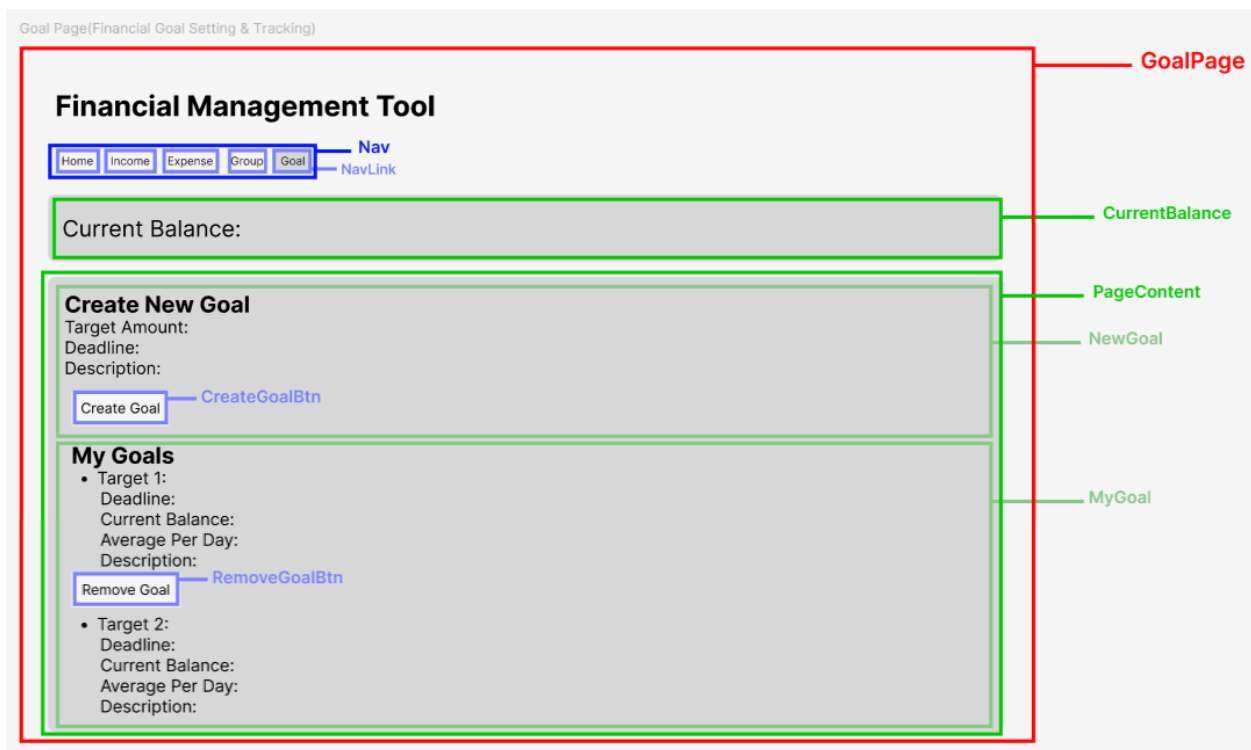 Goal Page(Financial Goal Setting & Tracking)
GoalPage
Financial Management Tool
Nav
Home Income Expense Group Goal
NavLink
CurrentBalance
Current Balance:
PageContent
Create New Goal
Target Amount:
NewGoal
Deadline:
Description:
CreateGoalBtn
Create Goal
My Goals
• Target 1:
Deadline:
MyGoal
Current Balance:
Average Per Day:
Description:
RemoveGoalBtn
Remove Goal
• Target 2:
Deadline:
Current Balance:
Average Per Day:
Description: